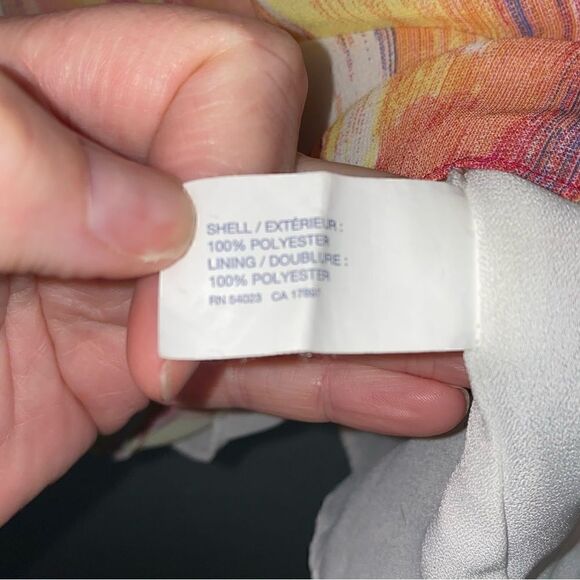 SHELL / EXTÉRIEUR :
100% POLYESTER
LINING / DOUBLURE :
100% POLYESTER
RN 54023 CA